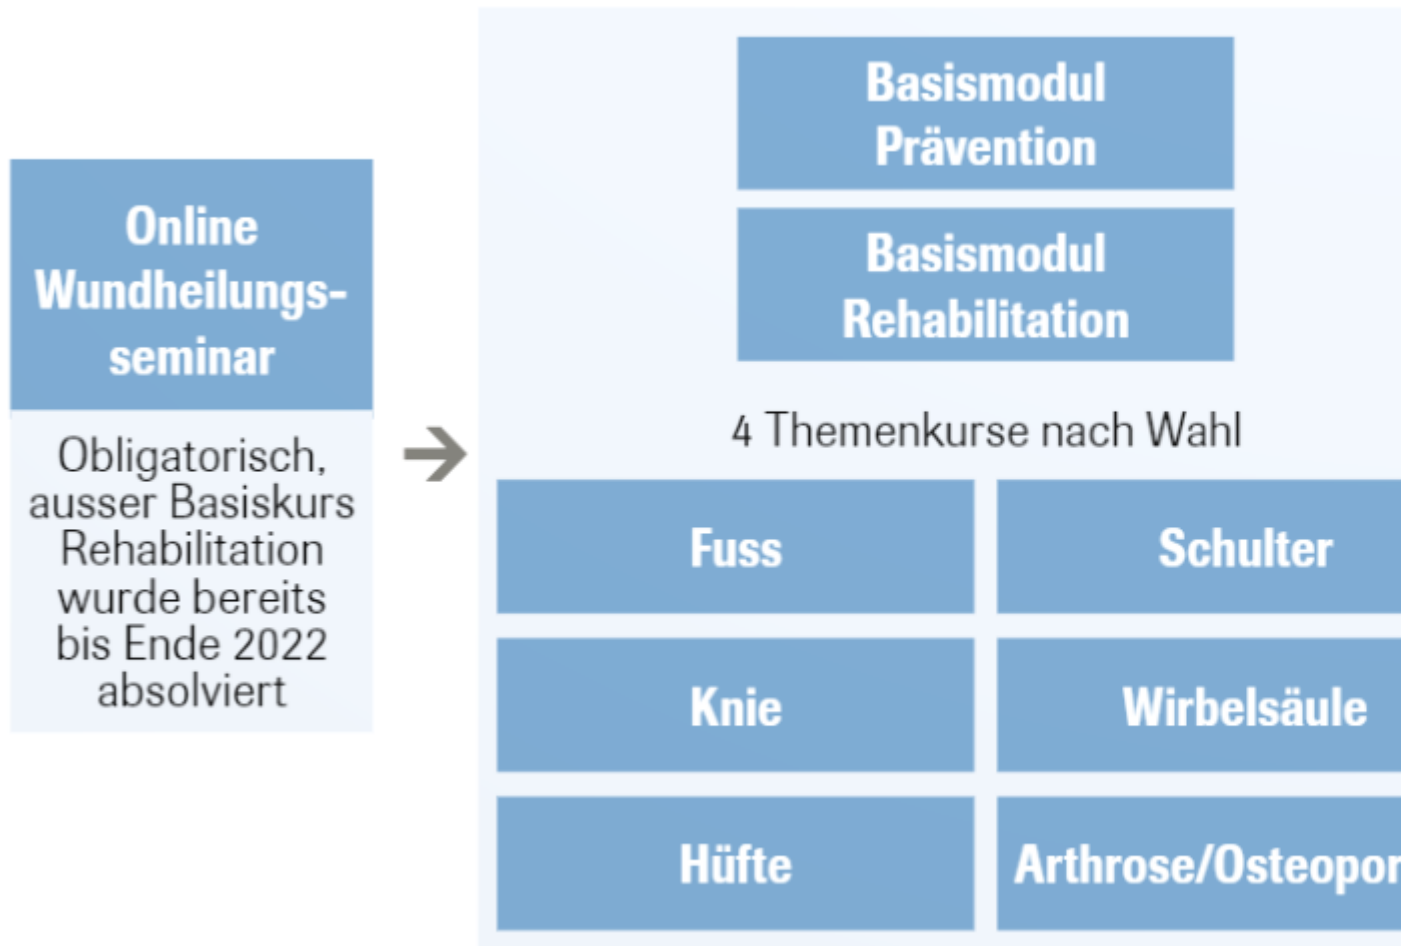 Online
Wundheilungs-
seminar
Obligatorisch,
ausser Basiskurs
Rehabilitation
wurde bereits
bis Ende 2022
absolviert
Basismodul
Prävention
Basismodul
Rehabilitation
4 Themenkurse nach Wahl
Fuss
Schulter
Knie
Wirbelsäule
Hüfte
Arthrose/Osteopor